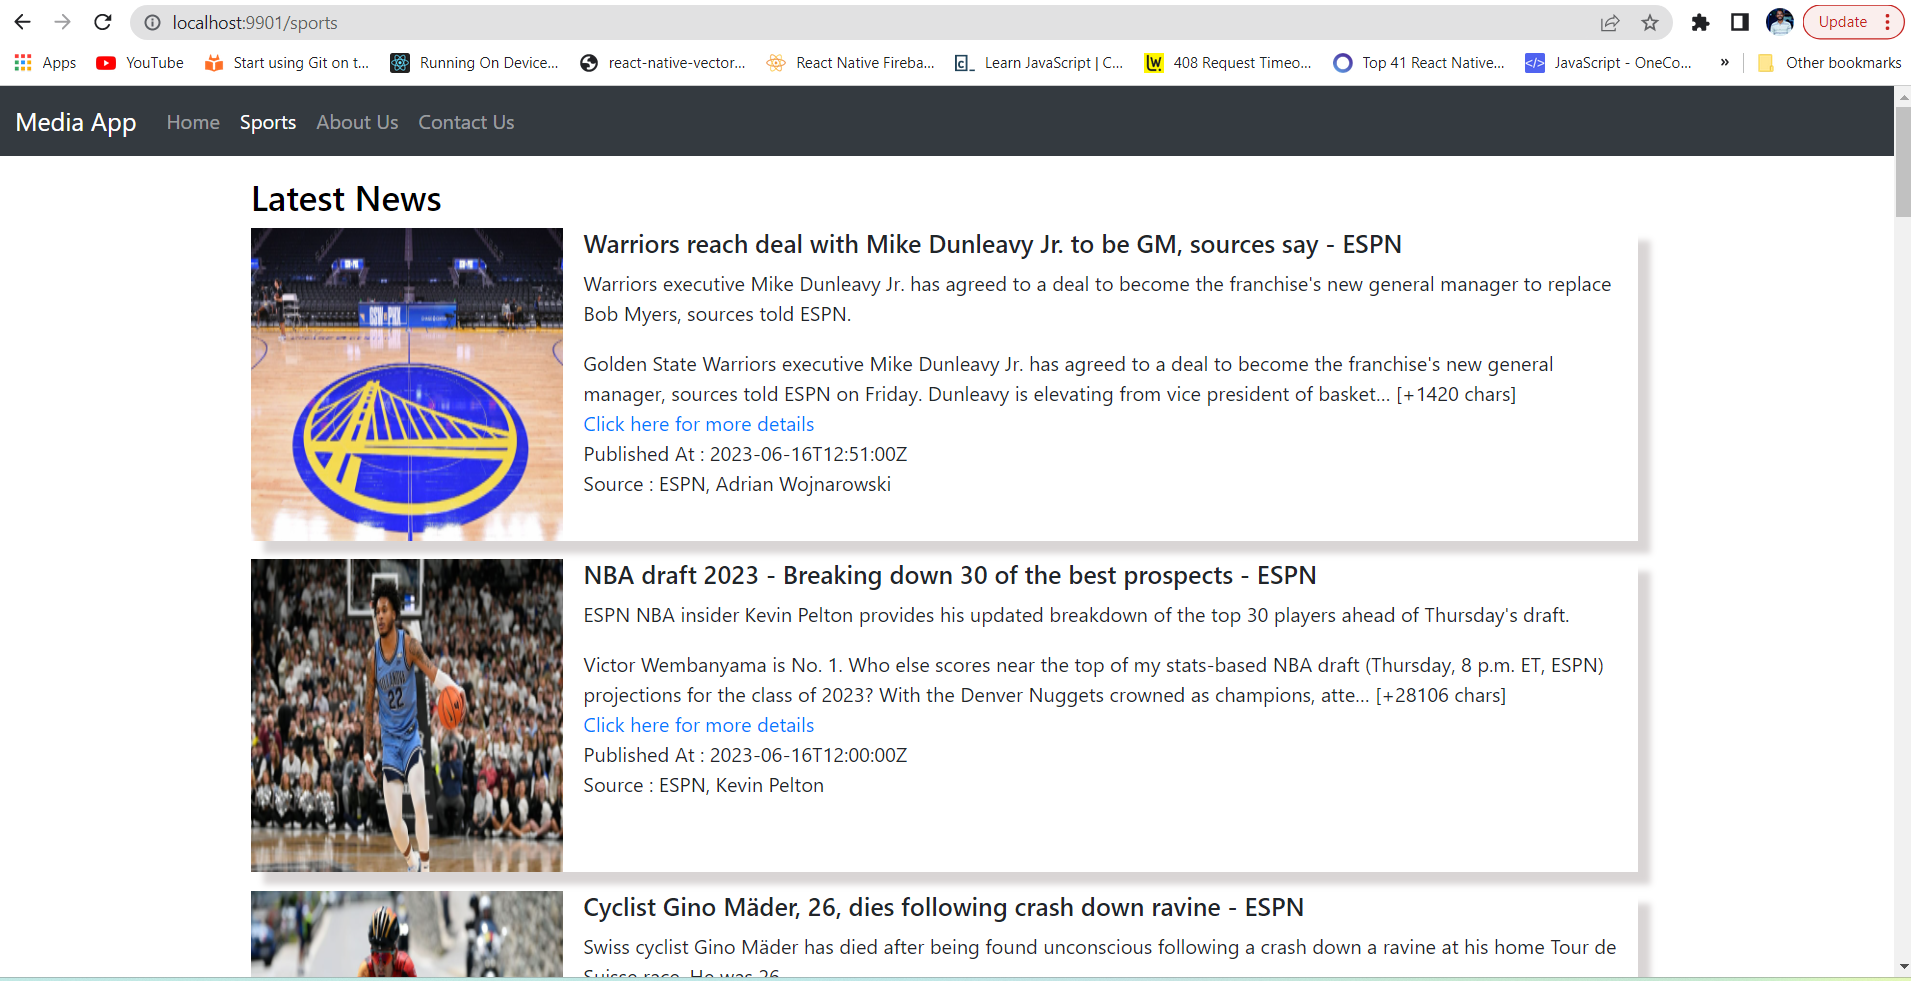 localhost:9901/sports
Update
Apps YouTube Start using Git on t... Running On Device... react-native-vector... React Native Fireba... Learn JavaScript | C... 408 Request Timeo... Top 41 React Native... JavaScript - OneCo... » Other bookmarks
Media App Home Sports About Us Contact Us
Latest News
Warriors reach deal with Mike Dunleavy Jr. to be GM, sources say - ESPN
Warriors executive Mike Dunleavy Jr. has agreed to a deal to become the franchise's new general manager to replace
Bob Myers, sources told ESPN.
Golden State Warriors executive Mike Dunleavy Jr. has agreed to a deal to become the franchise's new general
manager, sources told ESPN on Friday. Dunleavy is elevating from vice president of basket... [+1420 chars]
Click here for more details
Published At : 2023-06-16T12:51:00Z
Source : ESPN, Adrian Wojnarowski
NBA draft 2023 - Breaking down 30 of the best prospects - ESPN
ESPN NBA insider Kevin Pelton provides his updated breakdown of the top 30 players ahead of Thursday's draft.
Victor Wembanyama is No. 1. Who else scores near the top of my stats-based NBA draft (Thursday, 8 p.m. ET, ESPN)
projections for the class of 2023? With the Denver Nuggets crowned as champions, atte... [+28106 chars]
Click here for more details
Published At : 2023-06-16T12:00:00Z
Source : ESPN, Kevin Pelton
VILLANOVA
22
Cyclist Gino Mäder, 26, dies following crash down ravine - ESPN
Swiss cyclist Gino Mäder has died after being found unconscious following a crash down a ravine at his home Tour de
Suisse race. He was 26.